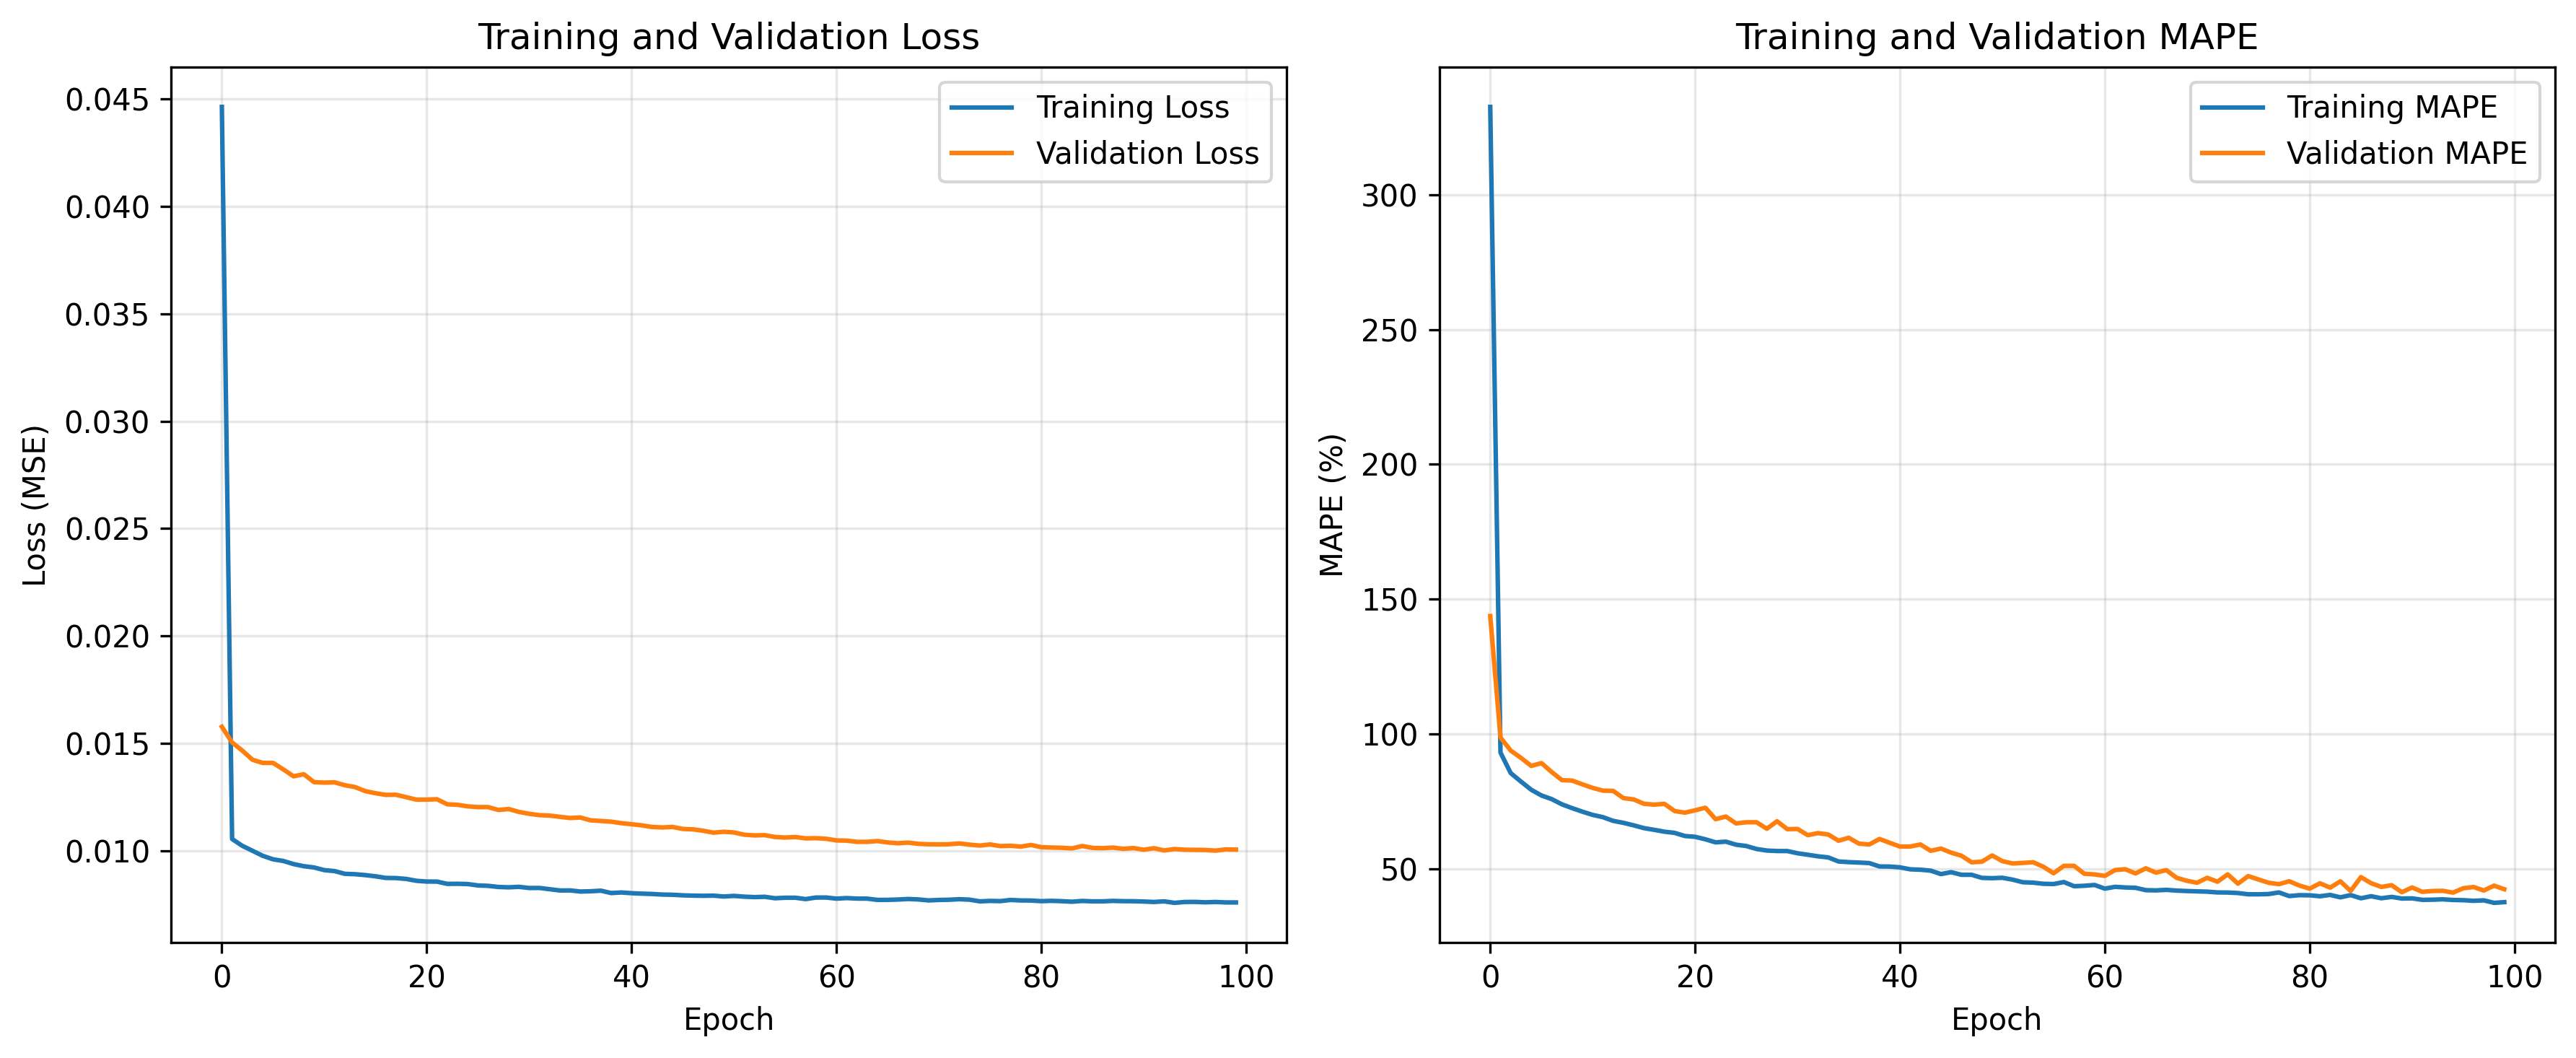 Training and Validation Loss
Training Loss
Validation Loss
0.045
0.040
0.035
0.030
0.025
0.020
0.015
0.010
Loss (MSE)
0 20 40 60 80 100
Epoch
Training and Validation MAPE
Training MAPE
Validation MAPE
300
250
200
150
100
50
MAPE (%)
0 20 40 60 80 100
Epoch